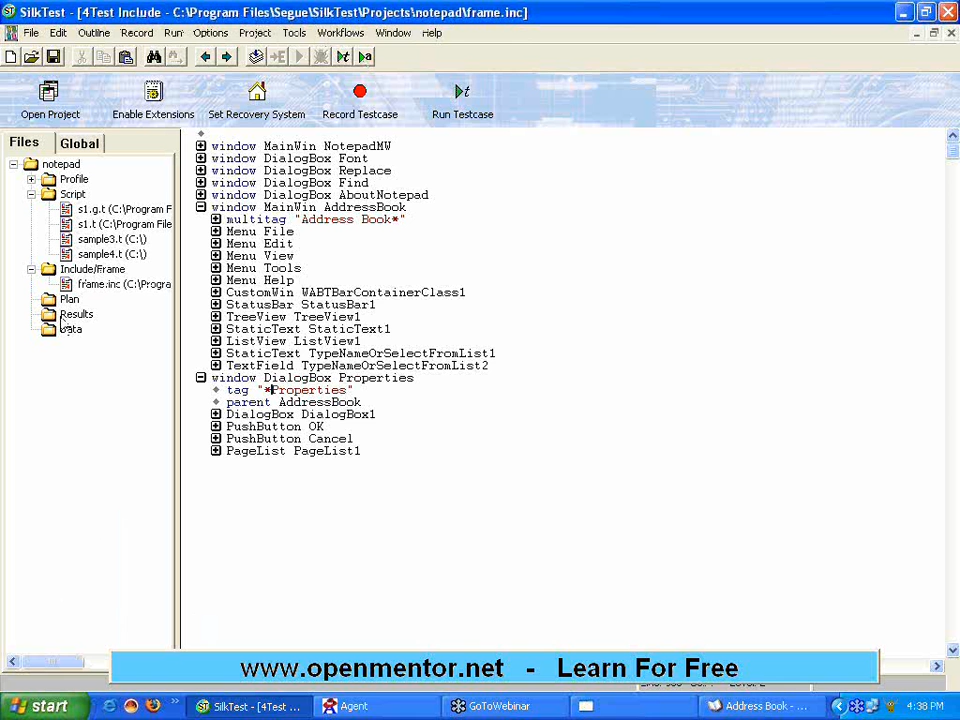 SilkTest - [4Test Include - C:\Program Files\Segue\SilkTest\Projects\notepad\frame.inc]
File Edit Outline Record Run Options Project Tools Workflows Window Help
Open Project Enable Extensions Set Recovery System Record Testcase Run Testcase
Files Global
notepad
Profile
Script
s1.g.t (C:\Program F
s1.t (C:\Program File
sample3.t (C:\)
sample4.t (C:\)
Include/Frame
frame.inc (C:\Progra
Plan
Results
Data
window MainWin NotepadMW
window DialogBox Font
window DialogBox Replace
window DialogBox Find
window DialogBox AboutNotepad
window MainWin AddressBook
multitag "Address Book*"
Menu File
Menu Edit
Menu View
Menu Tools
Menu Help
CustomWin WABTBarContainerClass1
StatusBar StatusBar1
TreeView TreeView1
StaticText StaticText1
ListView ListView1
StaticText TypeNameOrSelectFromList1
TextField TypeNameOrSelectFromList2
window DialogBox Properties
tag "*Properties"
parent AddressBook
DialogBox DialogBox1
PushButton OK
PushButton Cancel
PageList PageList1
www.openmentor.net - Learn For Free
start SilkTest - [4Test ... Agent GoToWebinar Address Book - ... 4:38 PM